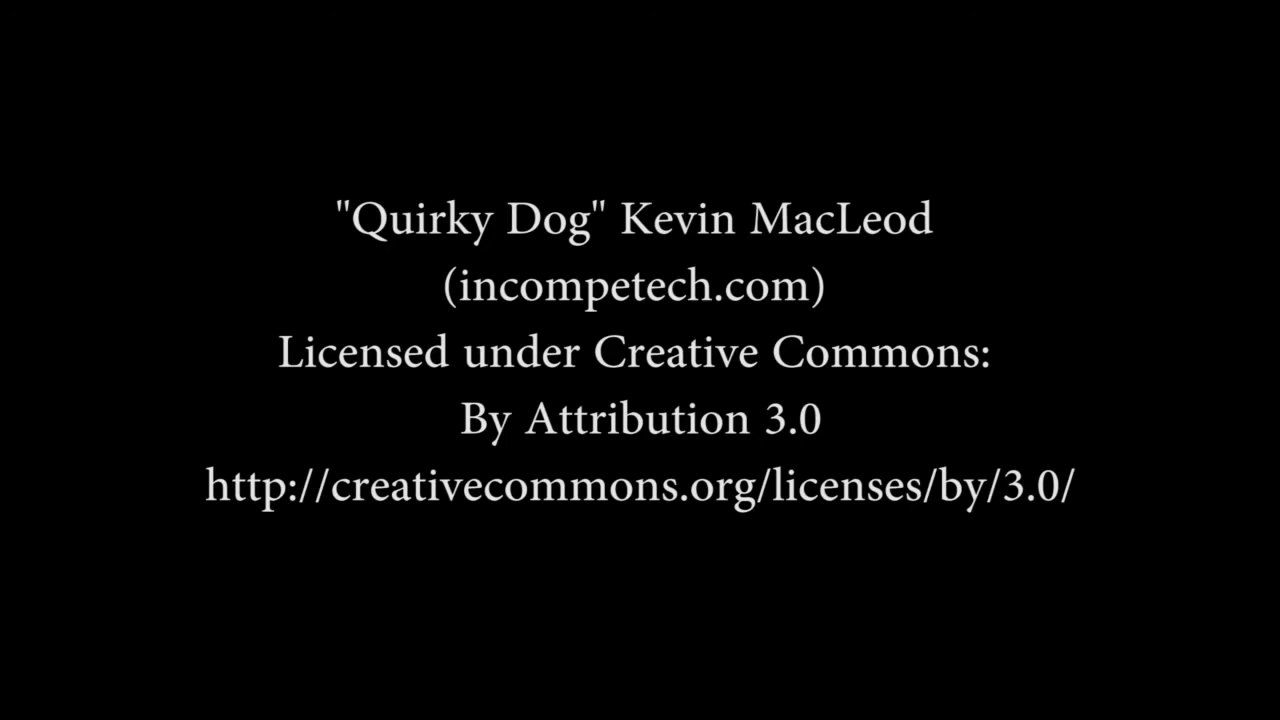 "Quirky Dog" Kevin MacLeod
(incompetech.com)
Licensed under Creative Commons:
By Attribution 3.0
http://creativecommons.org/licenses/by/3.0/